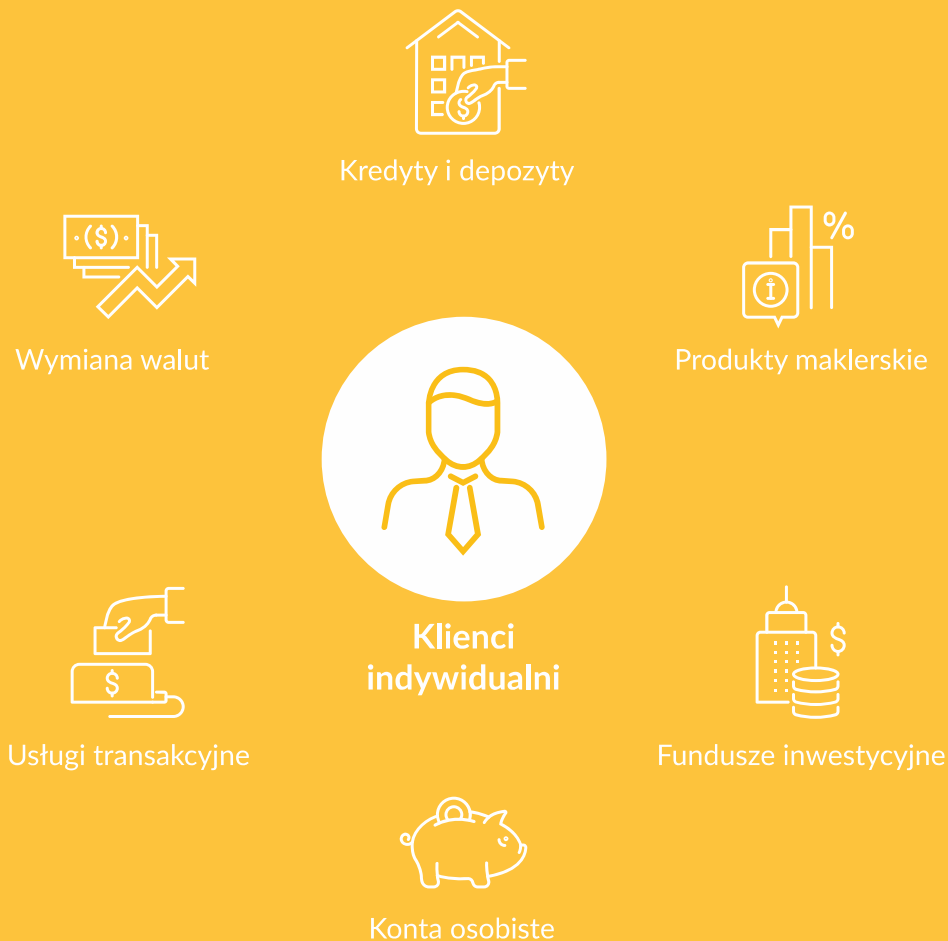 Kredyty i depozyty
Wymiana walut
Produkty maklerskie
Klienci
indywidualni
Usługi transakcyjne
Fundusze inwestycyjne
Konta osobiste